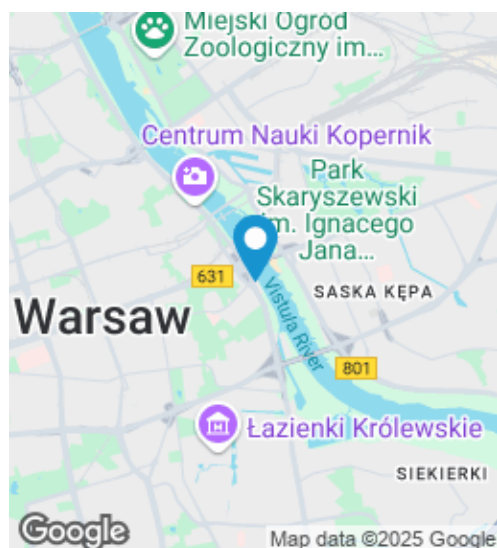 Miejski Ogród
Zoologiczny im...
Centrum Nauki Kopernik
Park
Skaryszewski
im. Ignacego
Jana...
631
SASKA KĘPA
Warsaw
Vistula River
801
Łazienki Królewskie
SIEKIERKI
Google
Map data ©2025 Google